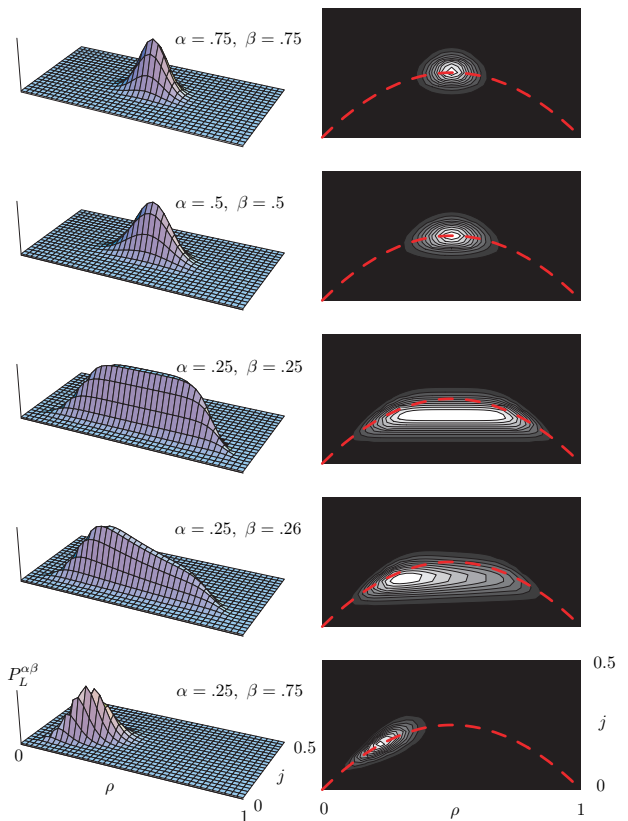 α = .75, β = .75
α = .5, β = .5
α = .25, β = .25
α = .25, β = .26
P_L^{αβ}
α = .25, β = .75
0
ρ
1
0
j
0.5
0.5
j
0
0
ρ
1